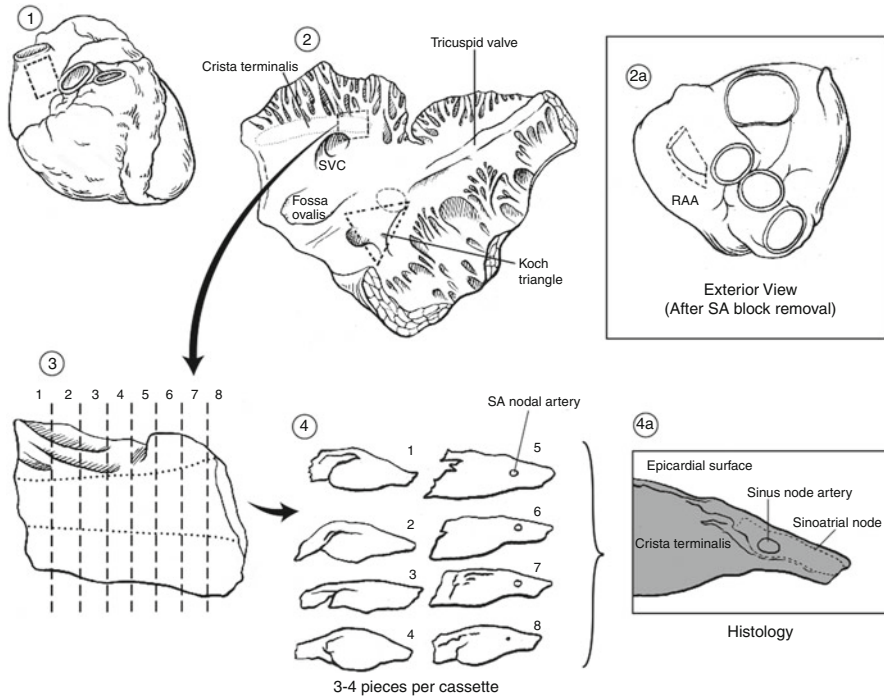 1
2
Crista terminalis
Tricuspid valve
SVC
Fossa
ovalis
Koch
triangle
2a
RAA
Exterior View
(After SA block removal)
3
1 2 3 4 5 6 7 8
4
SA nodal artery
1
5
2
6
3
7
4
8
3-4 pieces per cassette
4a
Epicardial surface
Sinus node artery
Sinoatrial node
Crista terminalis
Histology